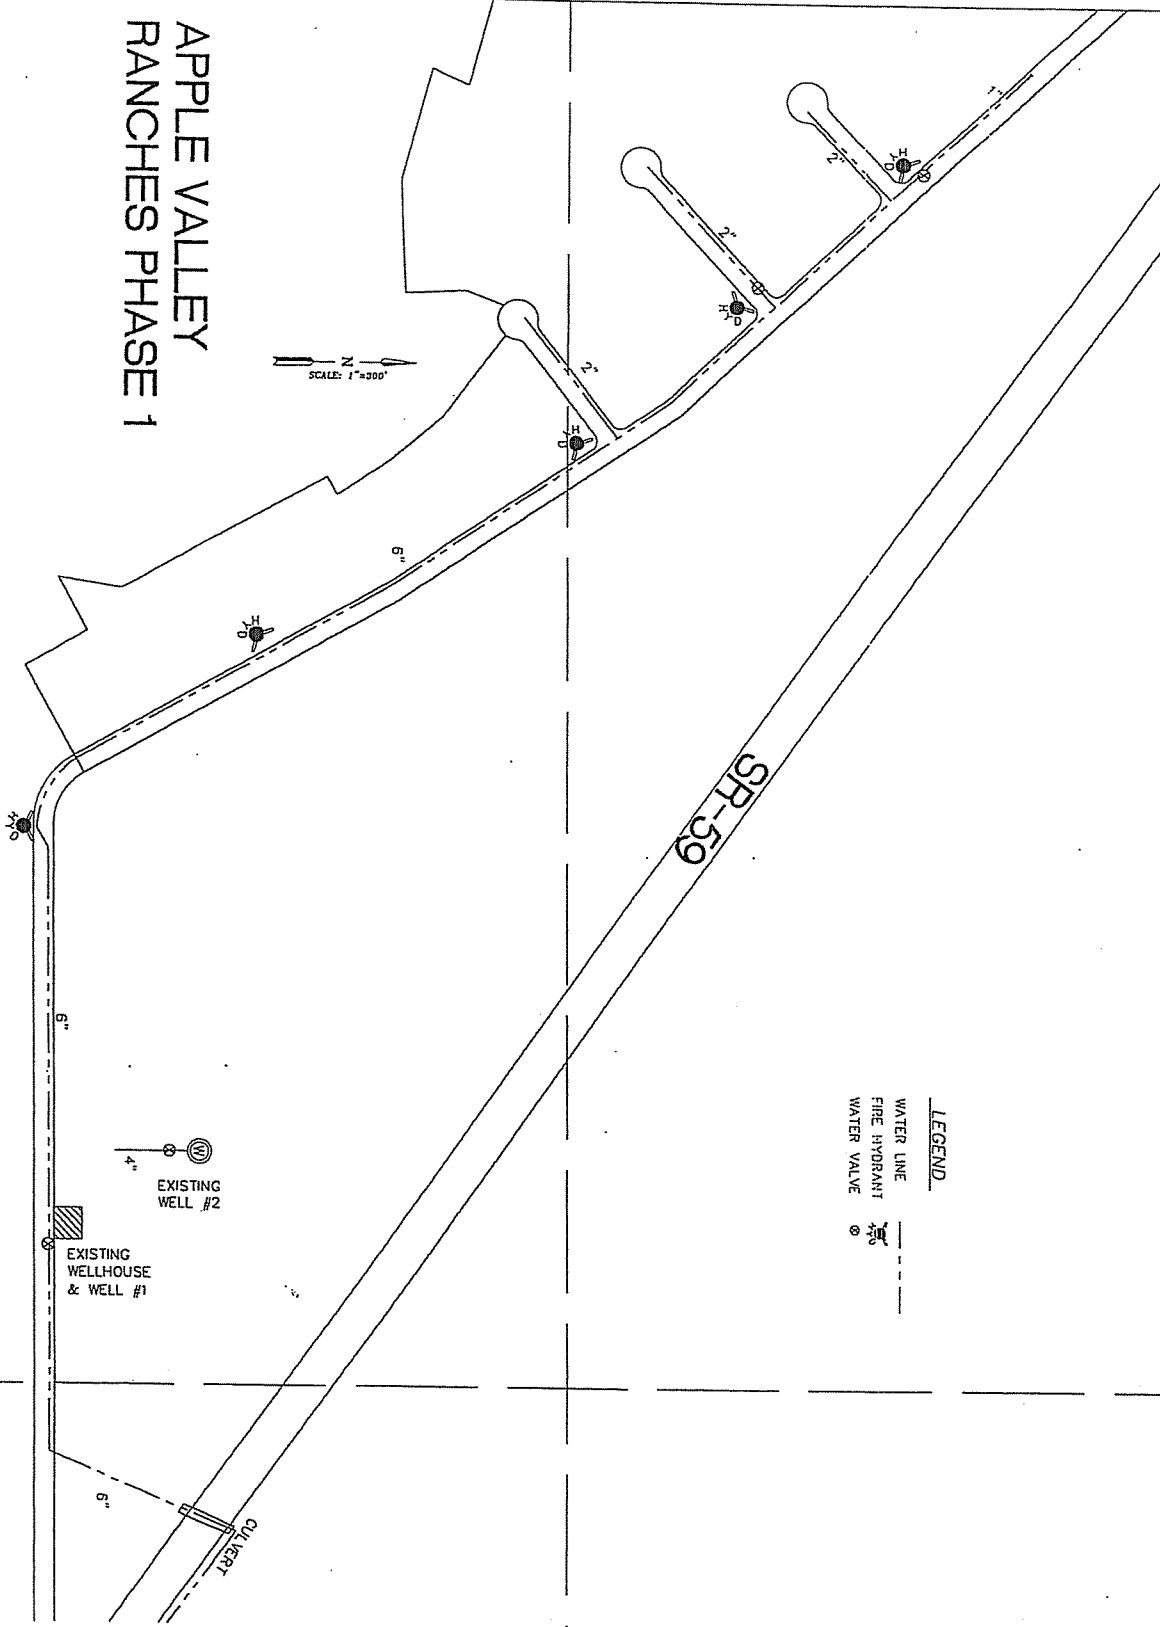 APPLE VALLEY
RANCHES PHASE 1
N
SCALE: 1"=300'
1"
HYD
2"
2"
HYD
2"
HYD
6"
HYD
HYD
SR-59
6"
LEGEND
WATER LINE
FIRE HYDRANT
HYD
WATER VALVE
W
4"
EXISTING
WELL #2
EXISTING
WELLHOUSE
& WELL #1
6"
CULVERT